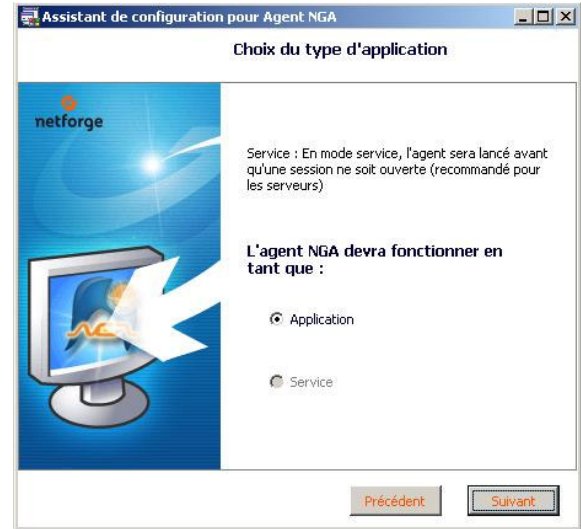 Assistant de configuration pour Agent NGA
Choix du type d'application
netforge
Service : En mode service, l'agent sera lancé avant
qu'une session ne soit ouverte (recommandé pour
les serveurs)
L'agent NGA devra fonctionner en
tant que :
NGA
Application
Service
Précédent
Suivant